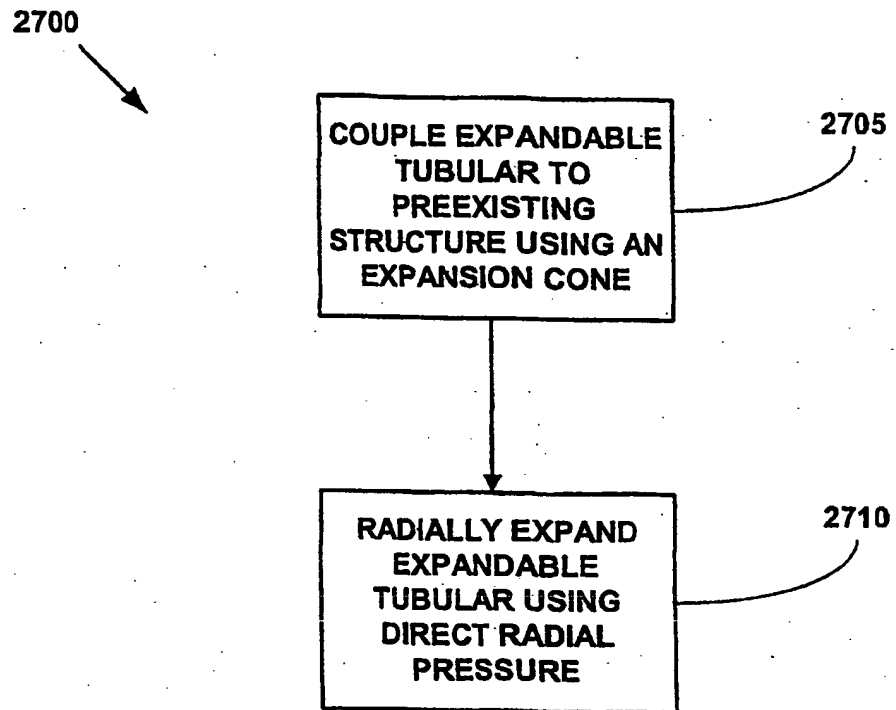 2700
COUPLE EXPANDABLE
TUBULAR TO
PREEXISTING
STRUCTURE USING AN
EXPANSION CONE
2705
RADIALLY EXPAND
EXPANDABLE
TUBULAR USING
DIRECT RADIAL
PRESSURE
2710